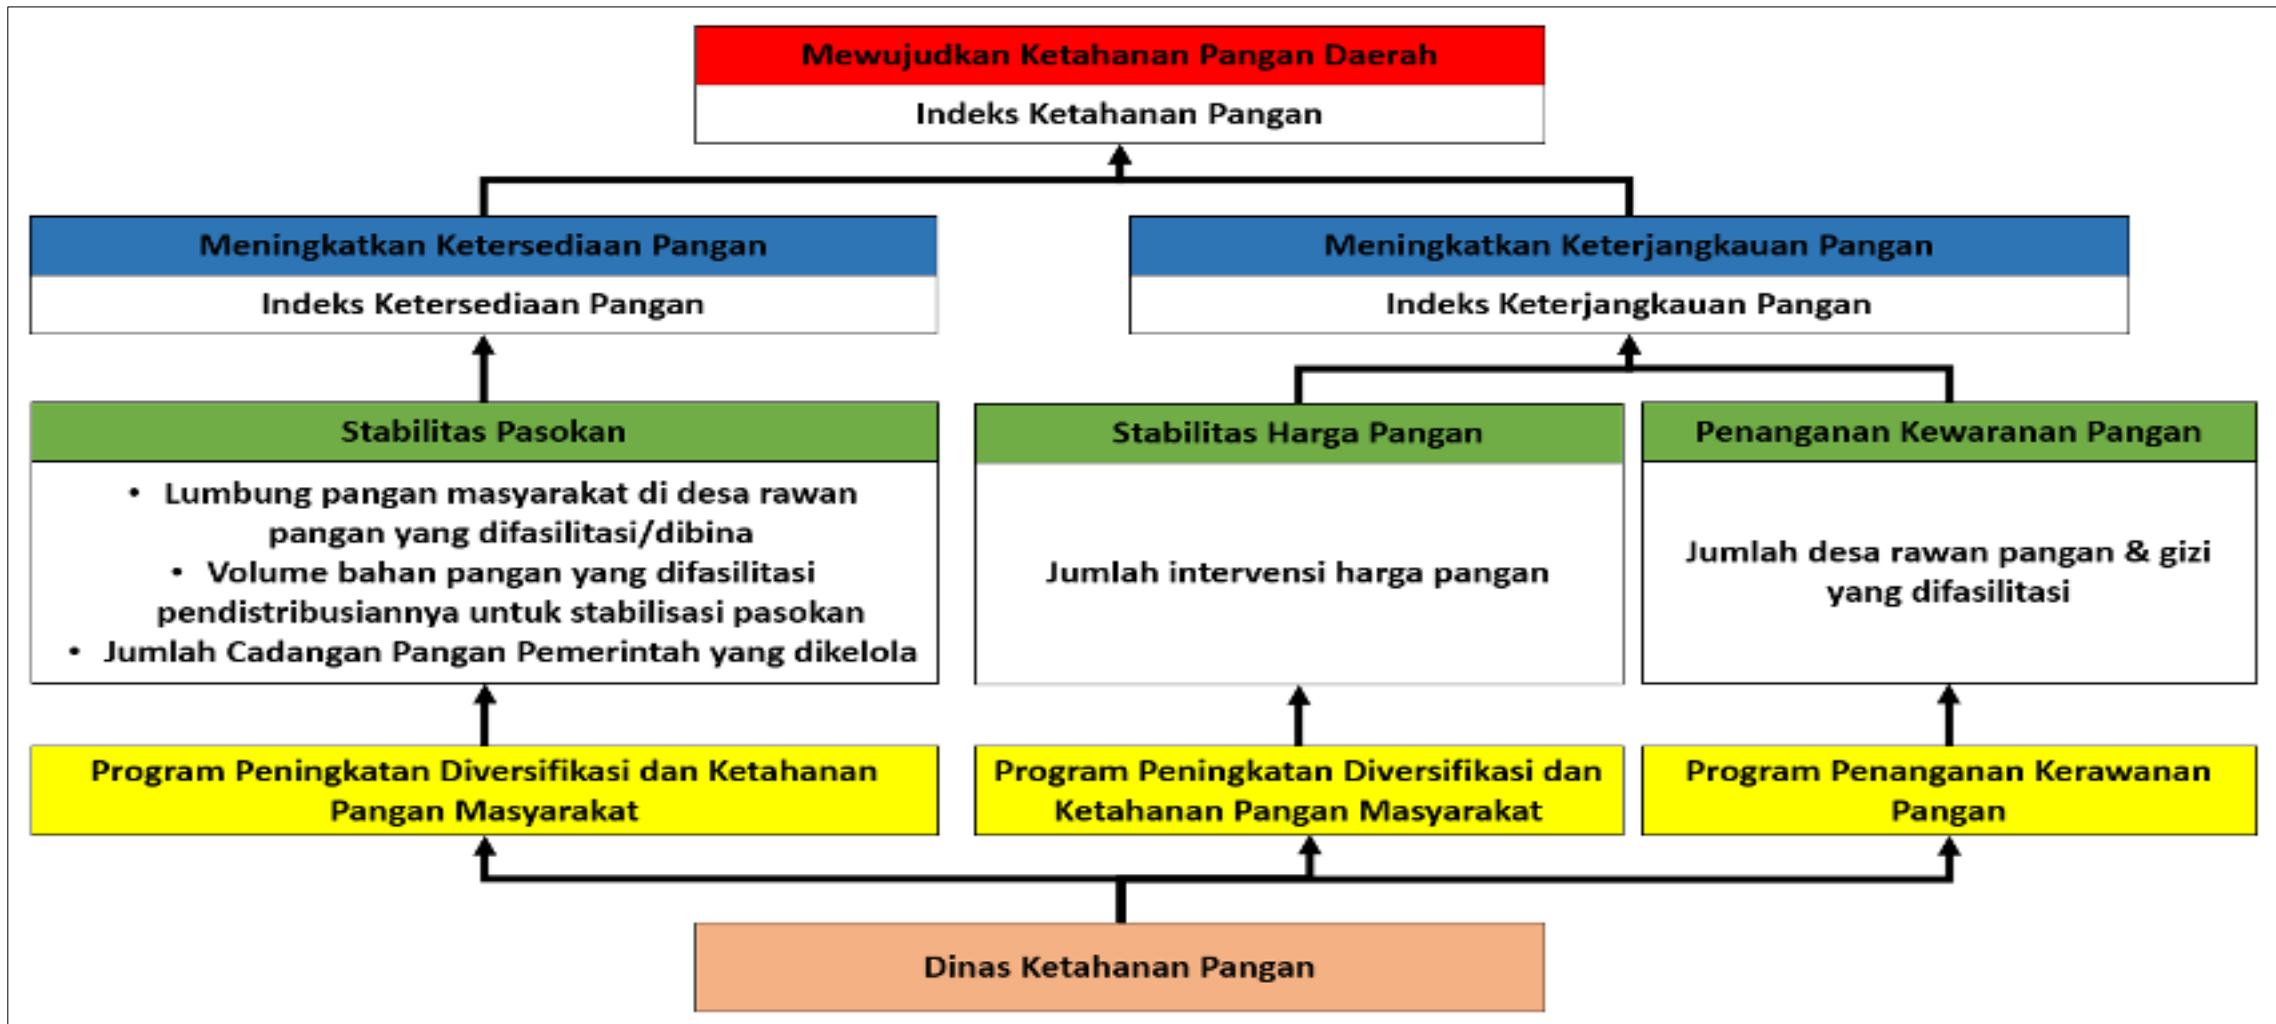 Mewujudkan Ketahanan Pangan Daerah
Indeks Ketahanan Pangan
Meningkatkan Ketersediaan Pangan
Indeks Ketersediaan Pangan
Meningkatkan Keterjangkauan Pangan
Indeks Keterjangkauan Pangan
Stabilitas Pasokan
• Lumbung pangan masyarakat di desa rawan
pangan yang difasilitasi/dibina
• Volume bahan pangan yang difasilitasi
pendistribusiannya untuk stabilisasi pasokan
• Jumlah Cadangan Pangan Pemerintah yang dikelola
Stabilitas Harga Pangan
Jumlah intervensi harga pangan
Penanganan Kewaranan Pangan
Jumlah desa rawan pangan & gizi
yang difasilitasi
Program Peningkatan Diversifikasi dan Ketahanan
Pangan Masyarakat
Program Peningkatan Diversifikasi dan
Ketahanan Pangan Masyarakat
Program Penanganan Kerawanan
Pangan
Dinas Ketahanan Pangan